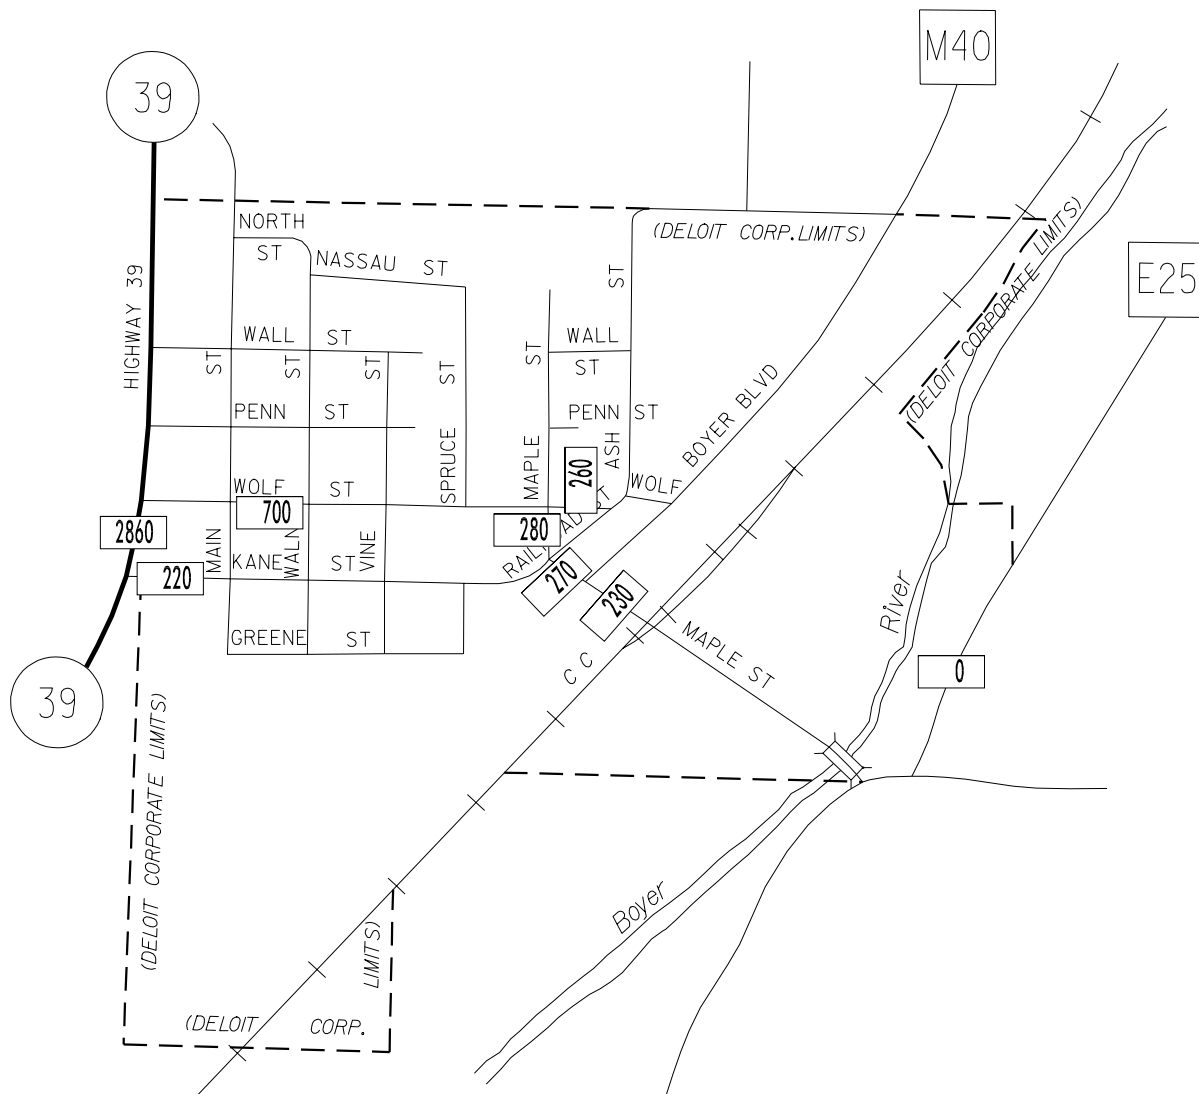 M40
39
NORTH
ST
(DELOIT CORP.LIMITS)
(DELOIT CORPORATE LIMITS)
NASSAU ST
ST
E25
HIGHWAY 39
WALL ST
WALL
ST
ST
ST
ST
ST
ST
BOYER BLVD
PENN ST
PENN ST
SPRUCE
MAPLE
ASH
260
WOLF ST
WOLF
700
2860
280
MAIN
KANE ST
VINE
220
270
230
River
GREENE ST
MAPLE ST
C C
0
39
(DELOIT CORPORATE LIMITS)
Boyer
LIMITS)
(DELOIT CORP.